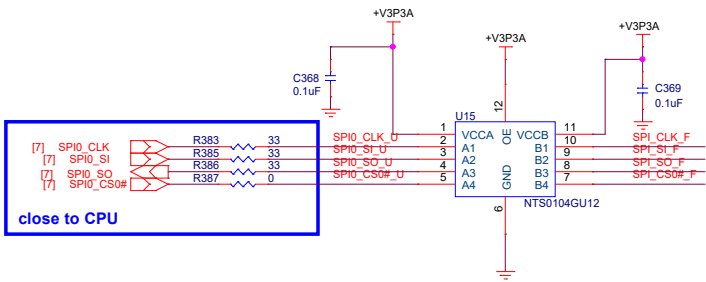 +V3P3A
+V3P3A
+V3P3A
C368
0.1uF
C369
0.1uF
12
U15
1 VCCA OE VCCB 11
[7] SPI0_CLK R383 33 SPI0_CLK_U 2 A1 B1 10 SPI_CLK_F
[7] SPI0_SI R385 33 SPI0_SI_U 3 A2 B2 9 SPI_SI_F
[7] SPI0_SO R386 33 SPI0_SO_U 4 A3 B3 8 SPI_SO_F
[7] SPI0_CS0# R387 0 SPI0_CS0#_U 5 A4 GND B4 7 SPI_CS0#_F
6
NTS0104GU12
close to CPU